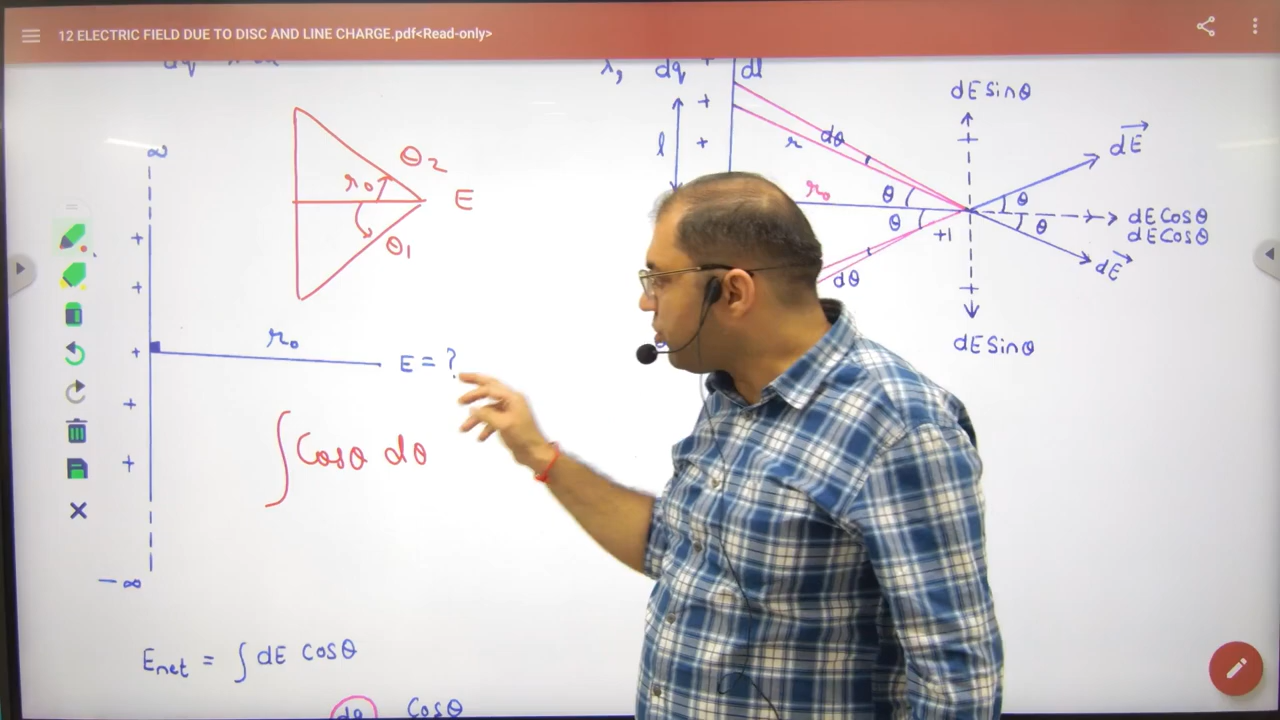 12 ELECTRIC FIELD DUE TO DISC AND LINE CHARGE.pdf<Read-only>
λ, dq + dl
∞
θ2
r0
E
θ1
+
+
+
+
+
r0
E = ?
∫ Cosθ dθ
-∞
Enet = ∫ dE Cosθ
dq Cosθ
+
+
l
r
dθ
r0
θ
θ
+1
dθ
dE Sinθ
dE
θ
dE Cosθ
dE Cosθ
θ
dE
dE Sinθ